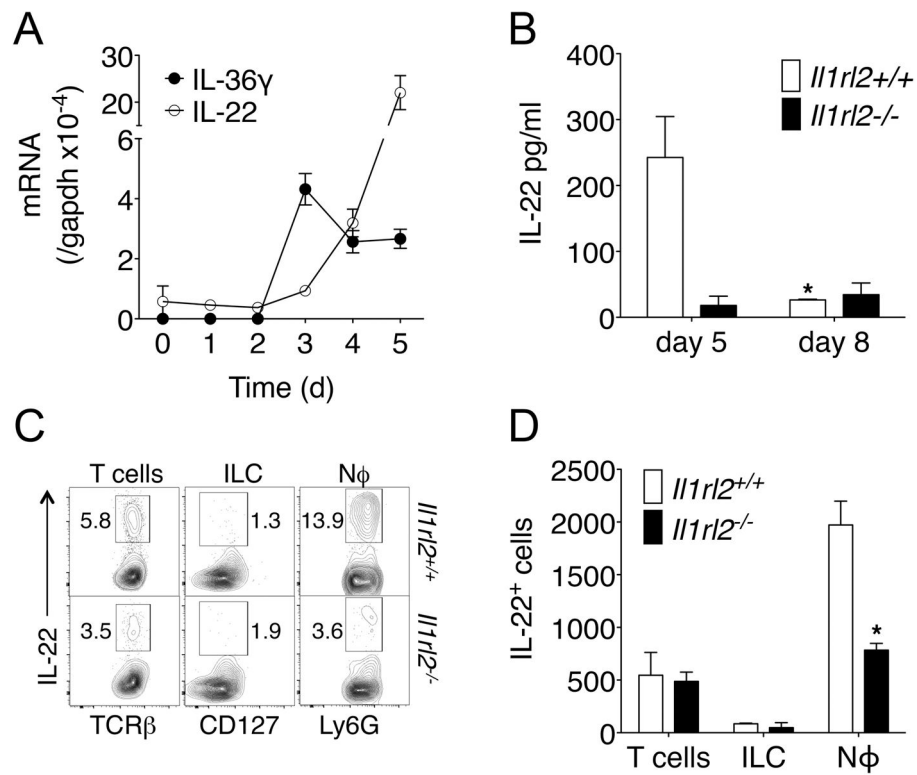 A
mRNA
(/gapdh x10-4)
30
20
6
4
2
0
IL-36γ
IL-22
0 1 2 3 4 5
Time (d)
B
IL-22 pg/ml
400
300
200
100
0
Il1rl2+/+
Il1rl2-/-
*
day 5 day 8
C
T cells ILC Nϕ
5.8 1.3 13.9
Il1rl2+/+
3.5 1.9 3.6
Il1rl2-/-
IL-22
TCRβ CD127 Ly6G
D
IL-22+ cells
2500
2000
1500
1000
500
0
Il1rl2+/+
Il1rl2-/-
*
T cells ILC Nϕ